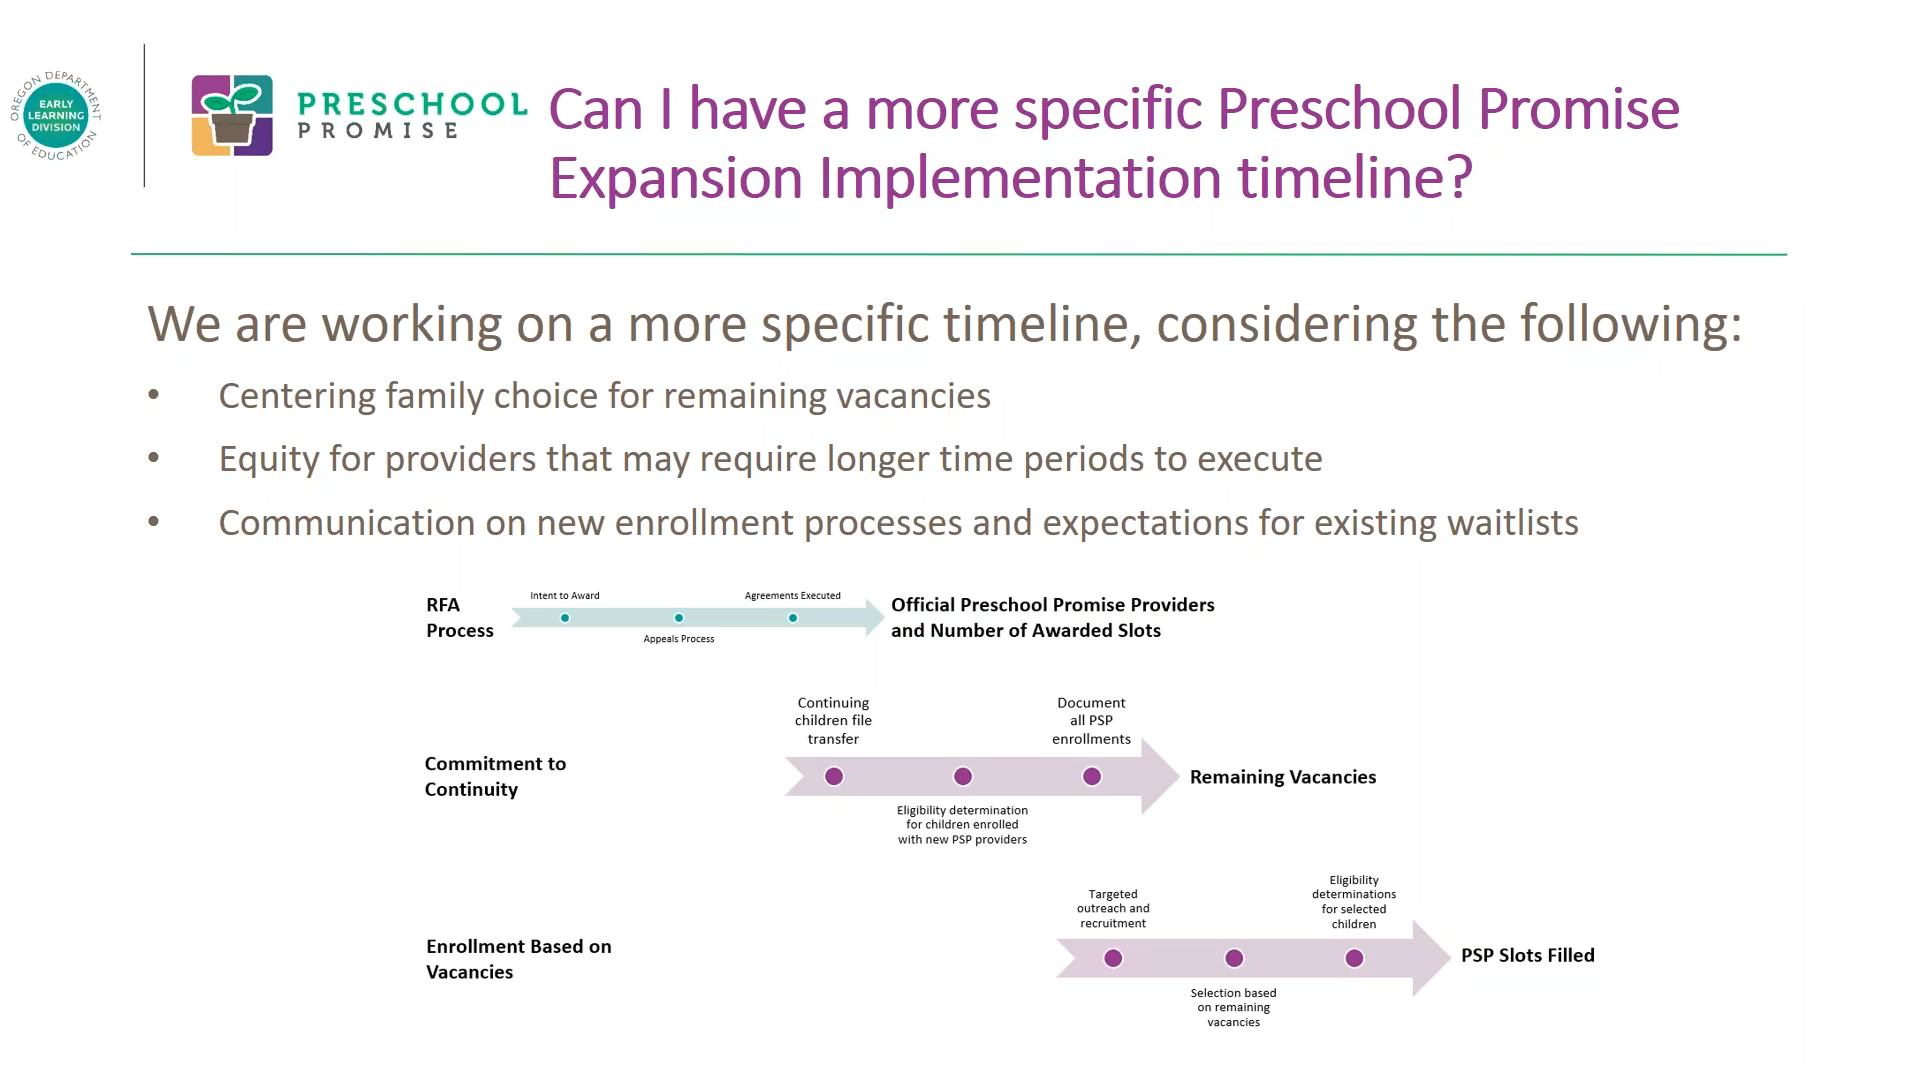 OREGON DEPARTMENT
OF EDUCATION
EARLY
LEARNING
DIVISION
PRESCHOOL
PROMISE
Can I have a more specific Preschool Promise
Expansion Implementation timeline?
We are working on a more specific timeline, considering the following:
• Centering family choice for remaining vacancies
• Equity for providers that may require longer time periods to execute
• Communication on new enrollment processes and expectations for existing waitlists
RFA
Process
Intent to Award
Appeals Process
Agreements Executed
Official Preschool Promise Providers
and Number of Awarded Slots
Commitment to
Continuity
Continuing
children file
transfer
Eligibility determination
for children enrolled
with new PSP providers
Document
all PSP
enrollments
Remaining Vacancies
Enrollment Based on
Vacancies
Targeted
outreach and
recruitment
Selection based
on remaining
vacancies
Eligibility
determinations
for selected
children
PSP Slots Filled